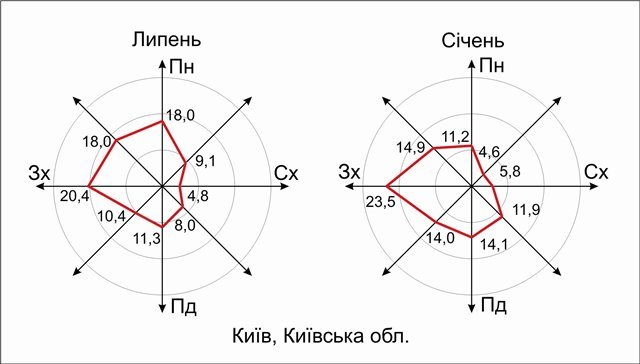 Липень
Пн
18,0
18,0
9,1
Зх
Сх
20,4
4,8
10,4
8,0
11,3
Пд
Січень
Пн
11,2
14,9
4,6
Зх
5,8
Сх
23,5
11,9
14,0
14,1
Пд
Київ, Київська обл.